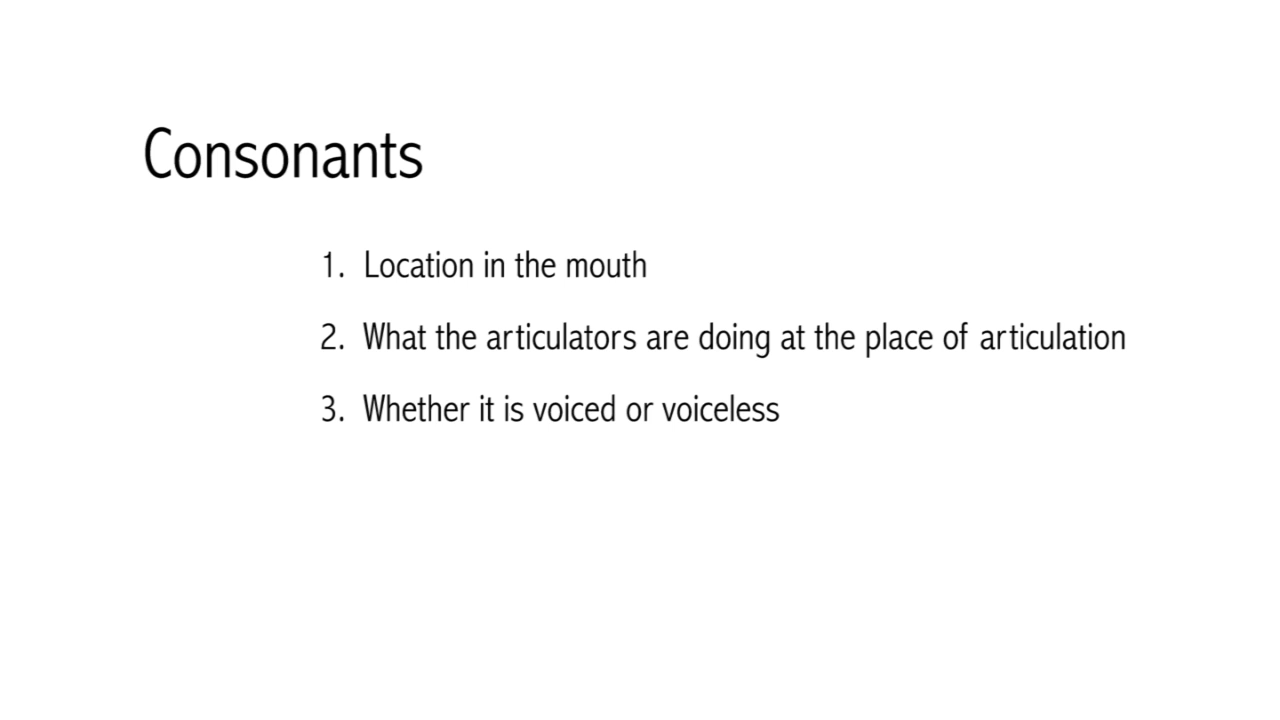 Consonants
1. Location in the mouth
2. What the articulators are doing at the place of articulation
3. Whether it is voiced or voiceless